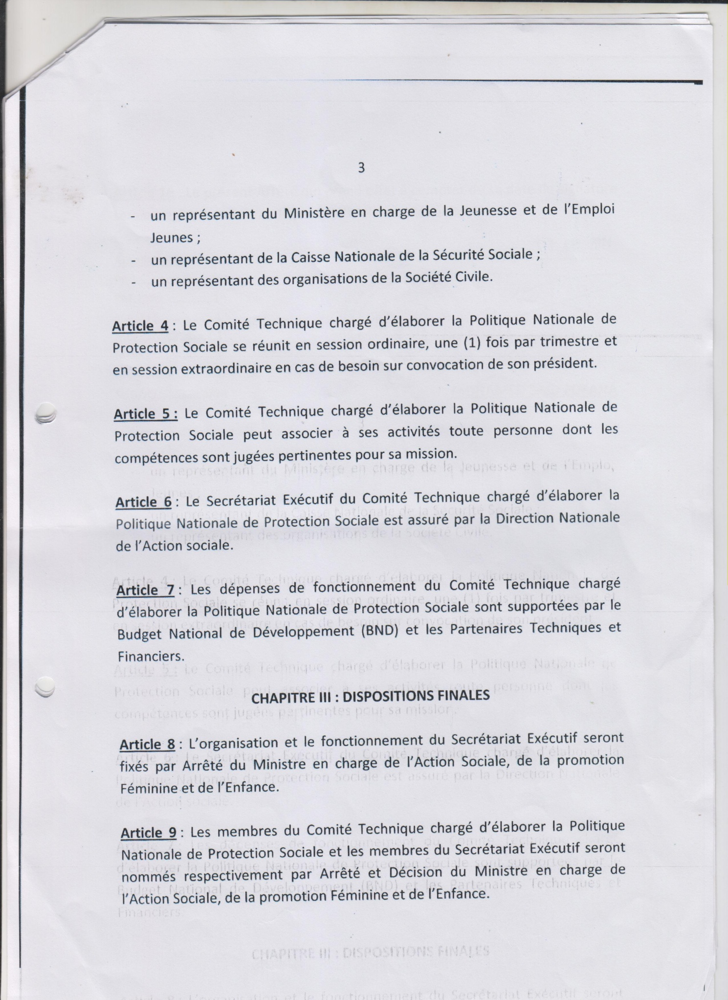 3
- un représentant du Ministère en charge de la Jeunesse et de l'Emploi
Jeunes ;
- un représentant de la Caisse Nationale de la Sécurité Sociale ;
- un représentant des organisations de la Société Civile.
Article 4 : Le Comité Technique chargé d'élaborer la Politique Nationale de
Protection Sociale se réunit en session ordinaire, une (1) fois par trimestre et
en session extraordinaire en cas de besoin sur convocation de son président.
Article 5 : Le Comité Technique chargé d'élaborer la Politique Nationale de
Protection Sociale peut associer à ses activités toute personne dont les
compétences sont jugées pertinentes pour sa mission.
Article 6 : Le Secrétariat Exécutif du Comité Technique chargé d'élaborer la
Politique Nationale de Protection Sociale est assuré par la Direction Nationale
de l'Action sociale.
Article 7 : Les dépenses de fonctionnement du Comité Technique chargé
d'élaborer la Politique Nationale de Protection Sociale sont supportées par le
Budget National de Développement (BND) et les Partenaires Techniques et
Financiers.
CHAPITRE III : DISPOSITIONS FINALES
Article 8 : L'organisation et le fonctionnement du Secrétariat Exécutif seront
fixés par Arrêté du Ministre en charge de l'Action Sociale, de la promotion
Féminine et de l'Enfance.
Article 9 : Les membres du Comité Technique chargé d'élaborer la Politique
Nationale de Protection Sociale et les membres du Secrétariat Exécutif seront
nommés respectivement par Arrêté et Décision du Ministre en charge de
l'Action Sociale, de la promotion Féminine et de l'Enfance.